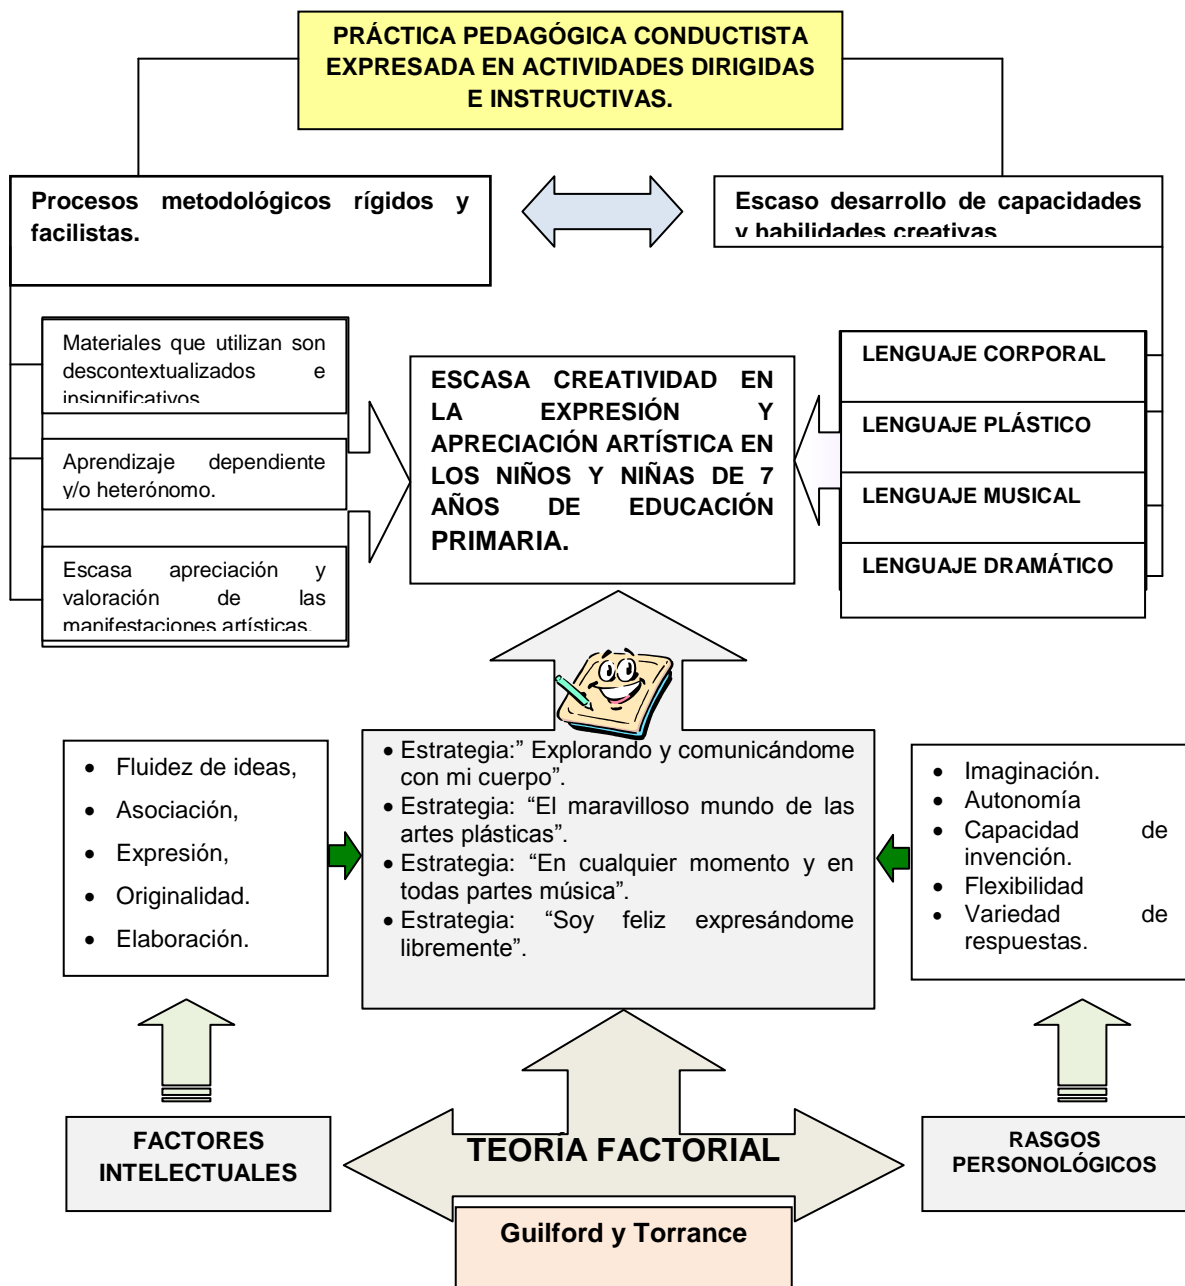 PRÁCTICA PEDAGÓGICA CONDUCTISTA
EXPRESADA EN ACTIVIDADES DIRIGIDAS
E INSTRUCTIVAS.
Procesos metodológicos rígidos y
facilistas.
Escaso desarrollo de capacidades
y habilidades creativas
Materiales que utilizan son
descontextualizados e
insignificativos
Aprendizaje dependiente
y/o heterónomo.
Escasa apreciación y
valoración de las
manifestaciones artísticas.
ESCASA CREATIVIDAD EN
LA EXPRESIÓN Y
APRECIACIÓN ARTÍSTICA EN
LOS NIÑOS Y NIÑAS DE 7
AÑOS DE EDUCACIÓN
PRIMARIA.
LENGUAJE CORPORAL
LENGUAJE PLÁSTICO
LENGUAJE MUSICAL
LENGUAJE DRAMÁTICO
• Fluidez de ideas,
• Asociación,
• Expresión,
• Originalidad.
• Elaboración.
• Estrategia:” Explorando y comunicándome
con mi cuerpo”.
• Estrategia: “El maravilloso mundo de las
artes plásticas”.
• Estrategia: “En cualquier momento y en
todas partes música”.
• Estrategia: “Soy feliz expresándome
libremente”.
• Imaginación.
• Autonomía
• Capacidad de
invención.
• Flexibilidad
• Variedad de
respuestas.
FACTORES
INTELECTUALES
TEORÍA FACTORIAL
RASGOS
PERSONOLÓGICOS
Guilford y Torrance